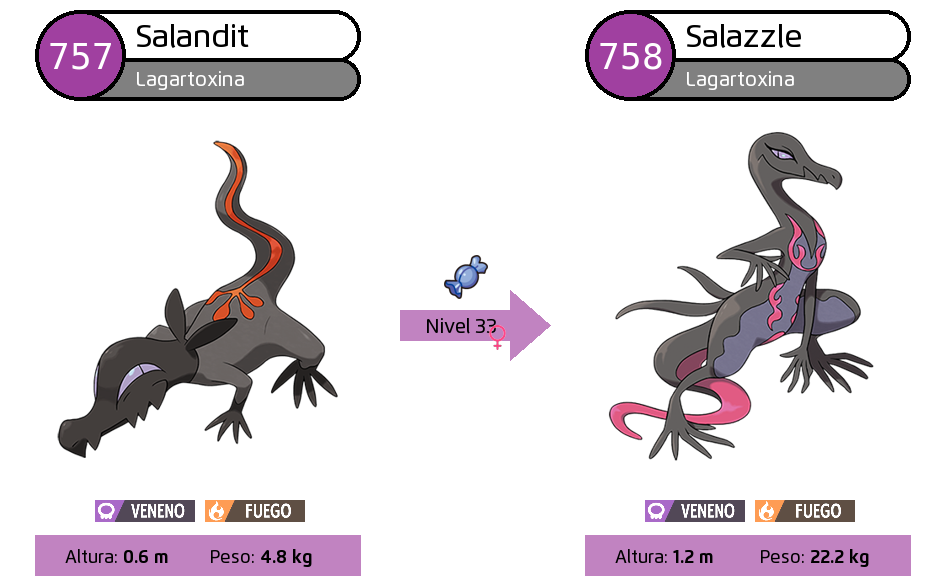 757
Salandit
Lagartoxina
758
Salazzle
Lagartoxina
Nivel 33
VENENO
FUEGO
VENENO
FUEGO
Altura: 0.6 m
Peso: 4.8 kg
Altura: 1.2 m
Peso: 22.2 kg